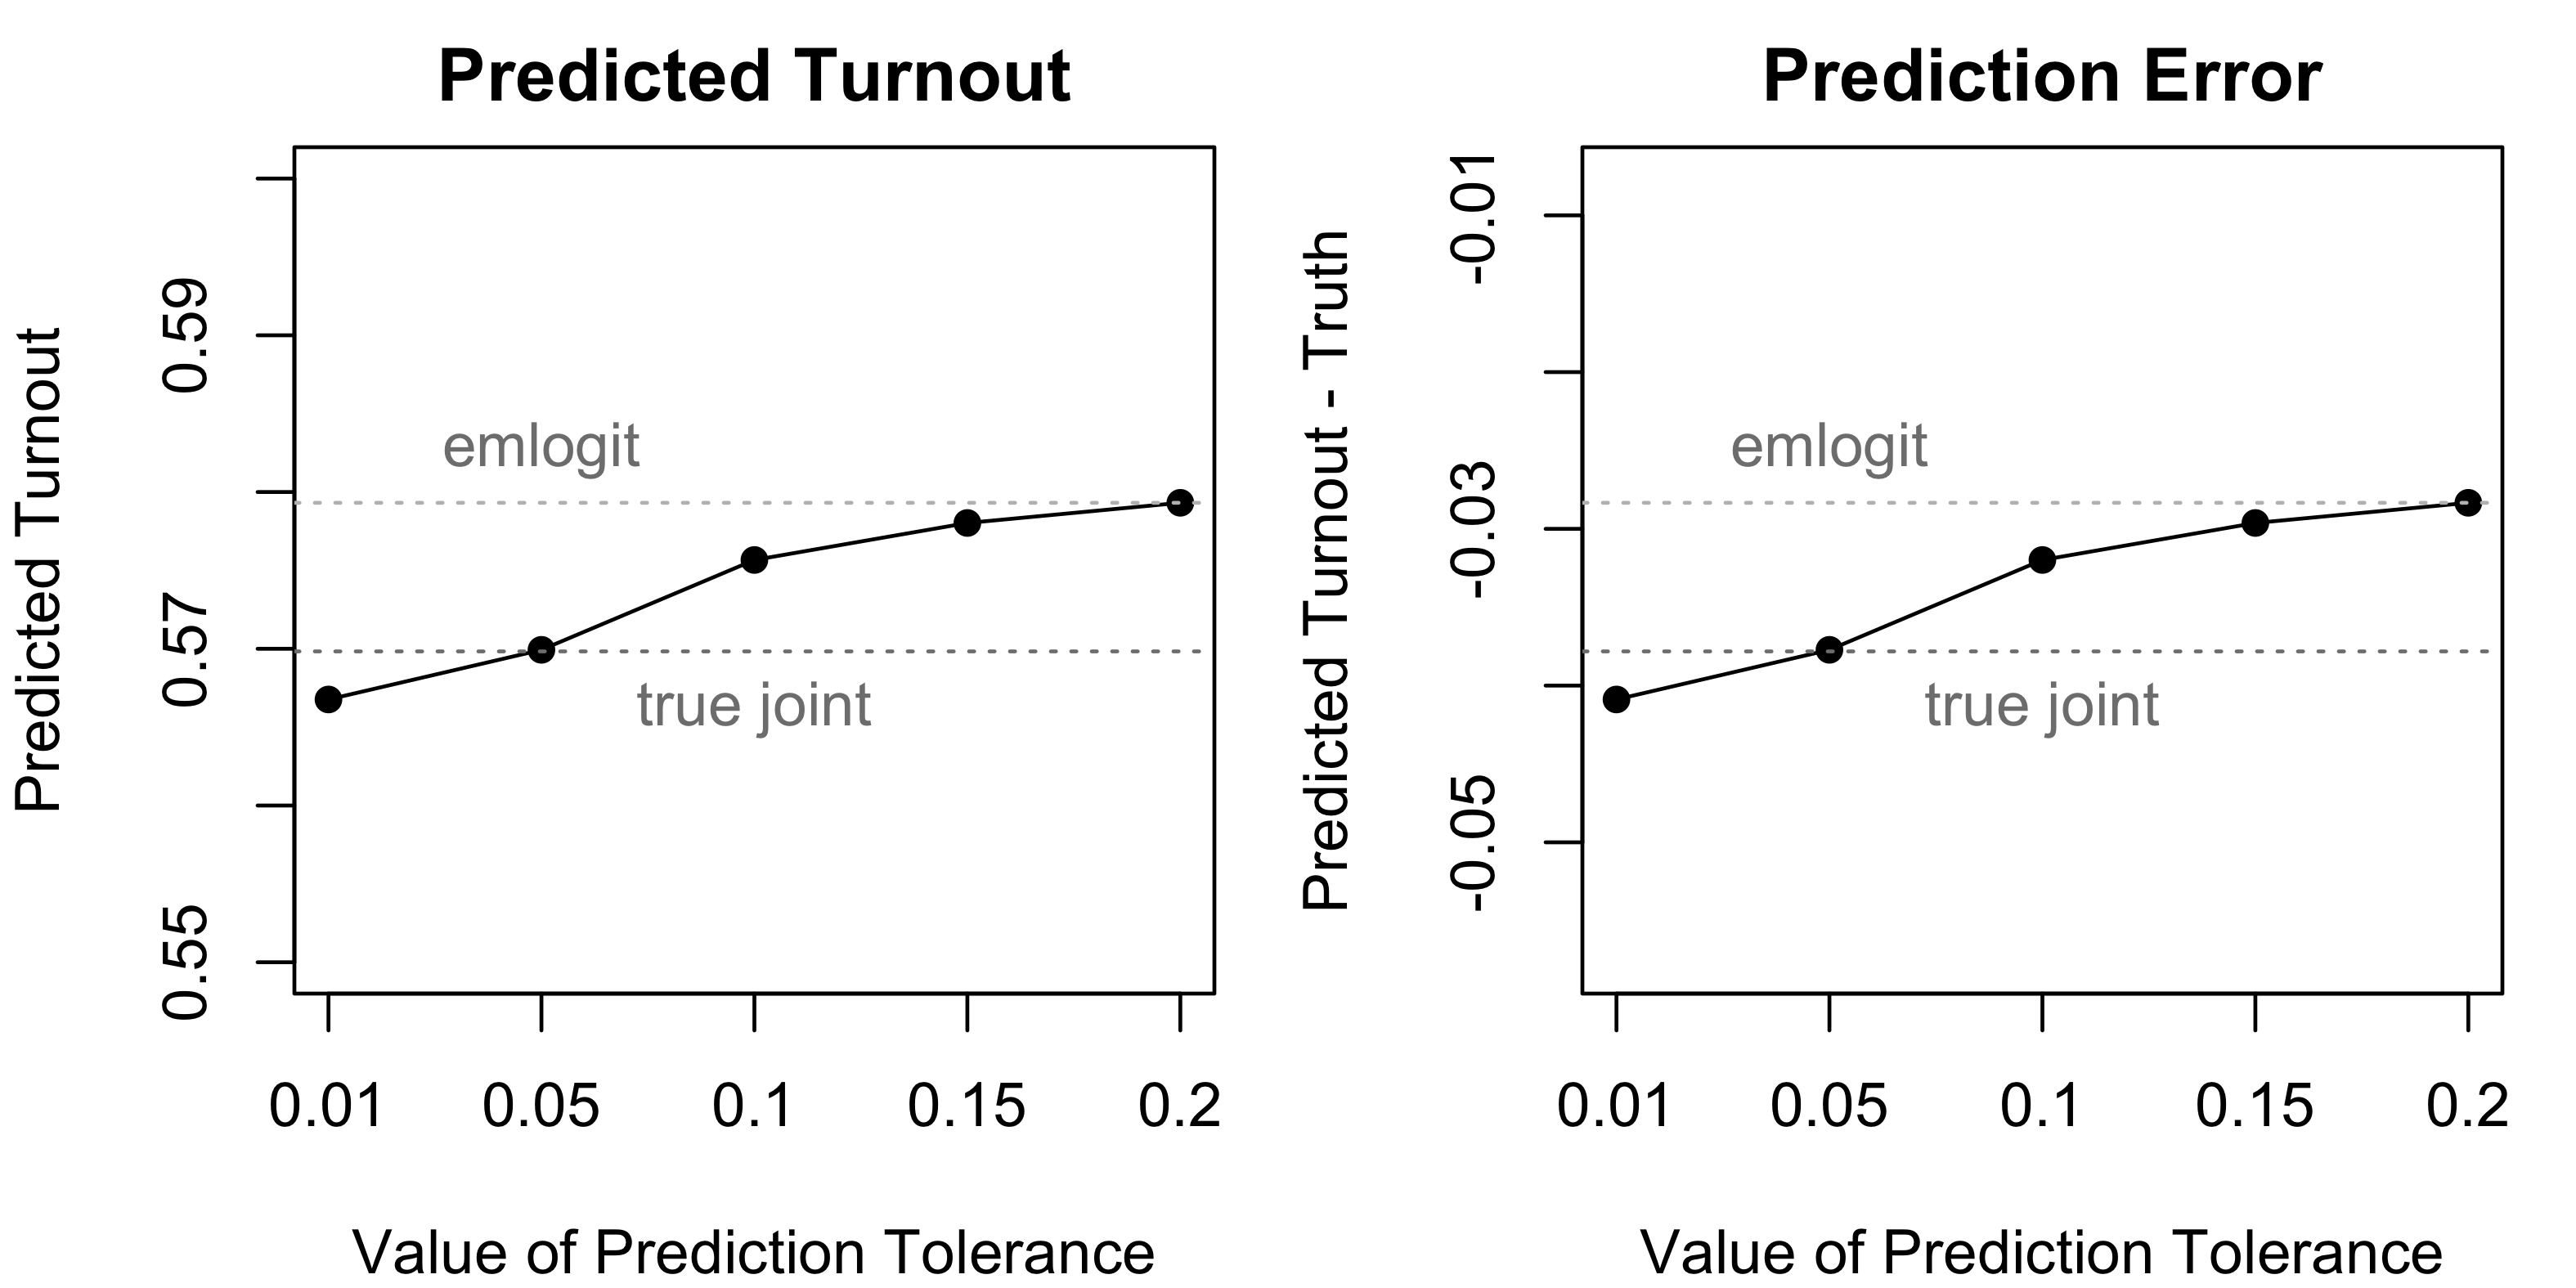 Predicted Turnout
Predicted Turnout
0.59
0.57
0.55
emlogit
true joint
0.01 0.05 0.1 0.15 0.2
Value of Prediction Tolerance
Prediction Error
Predicted Turnout - Truth
-0.01
-0.03
-0.05
emlogit
true joint
0.01 0.05 0.1 0.15 0.2
Value of Prediction Tolerance